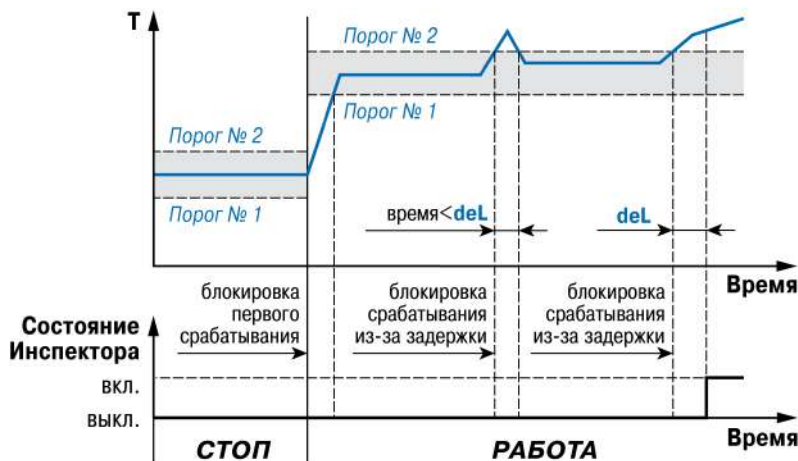 T
Порог № 2
Порог № 2
Порог № 1
Порог № 1
время<deL
deL
Время
блокировка
первого
срабатывания
блокировка
срабатывания
из-за задержки
блокировка
срабатывания
из-за задержки
Состояние
Инспектора
вкл.
выкл.
Время
СТОП
РАБОТА